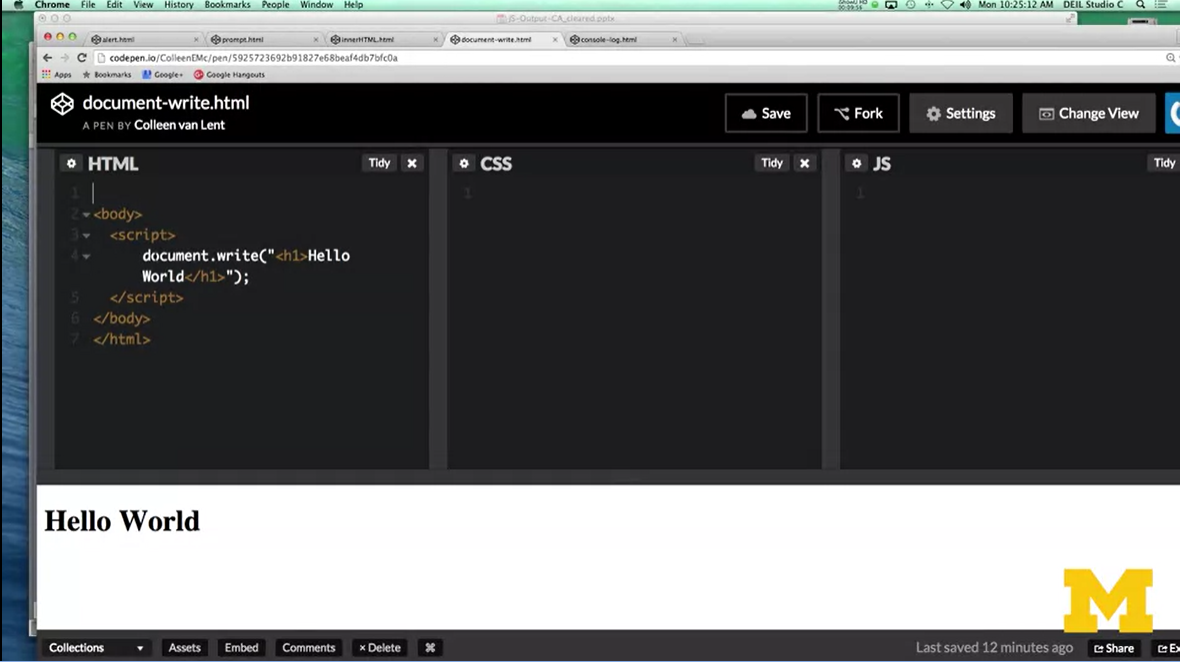 Chrome File Edit View History Bookmarks People Window Help Mon 10:25:12 AM DEIL Studio C
JS-Output-CA_cleared.pptx
alert.html prompt.html innerHTML.html document-write.html console-log.html
codepen.io/ColleenEMc/pen/5925723692b91827e68beaf4db7bfc0a
Apps Bookmarks Google+ Google Hangouts
document-write.html
A PEN BY Colleen van Lent
Save Fork Settings Change View
HTML Tidy CSS Tidy JS Tidy
1 1 1
2 <body>
3 <script>
4 document.write("<h1>Hello
World</h1>");
5 </script>
6 </body>
7 </html>
Hello World
M
Collections Assets Embed Comments × Delete ⌘ Last saved 12 minutes ago Share Ex